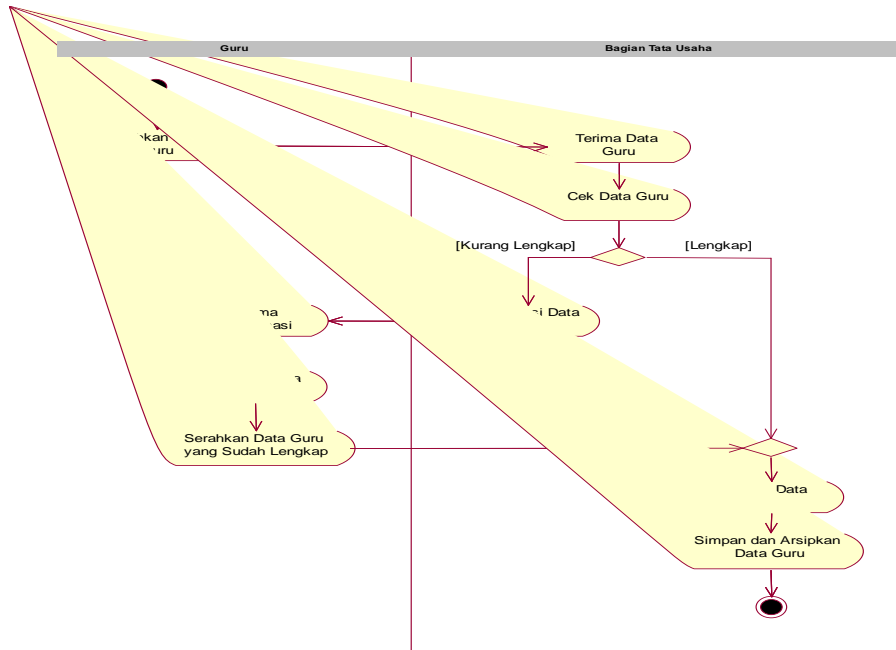 Guru
Bagian Tata Usaha
Terima Data
Guru
Cek Data Guru
[Kurang Lengkap]
[Lengkap]
Data
Serahkan Data Guru
yang Sudah Lengkap
Data
Simpan dan Arsipkan
Data Guru